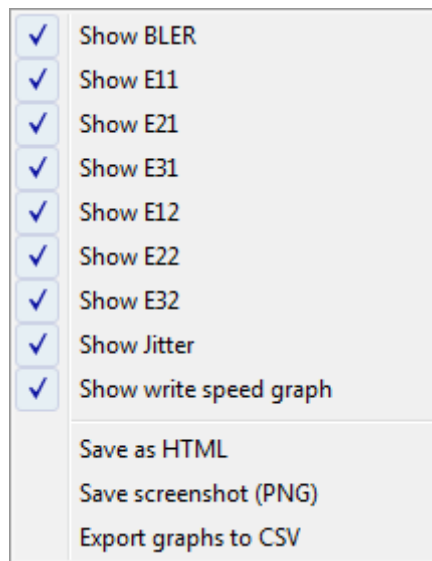 Show BLER
Show E11
Show E21
Show E31
Show E12
Show E22
Show E32
Show Jitter
Show write speed graph
Save as HTML
Save screenshot (PNG)
Export graphs to CSV